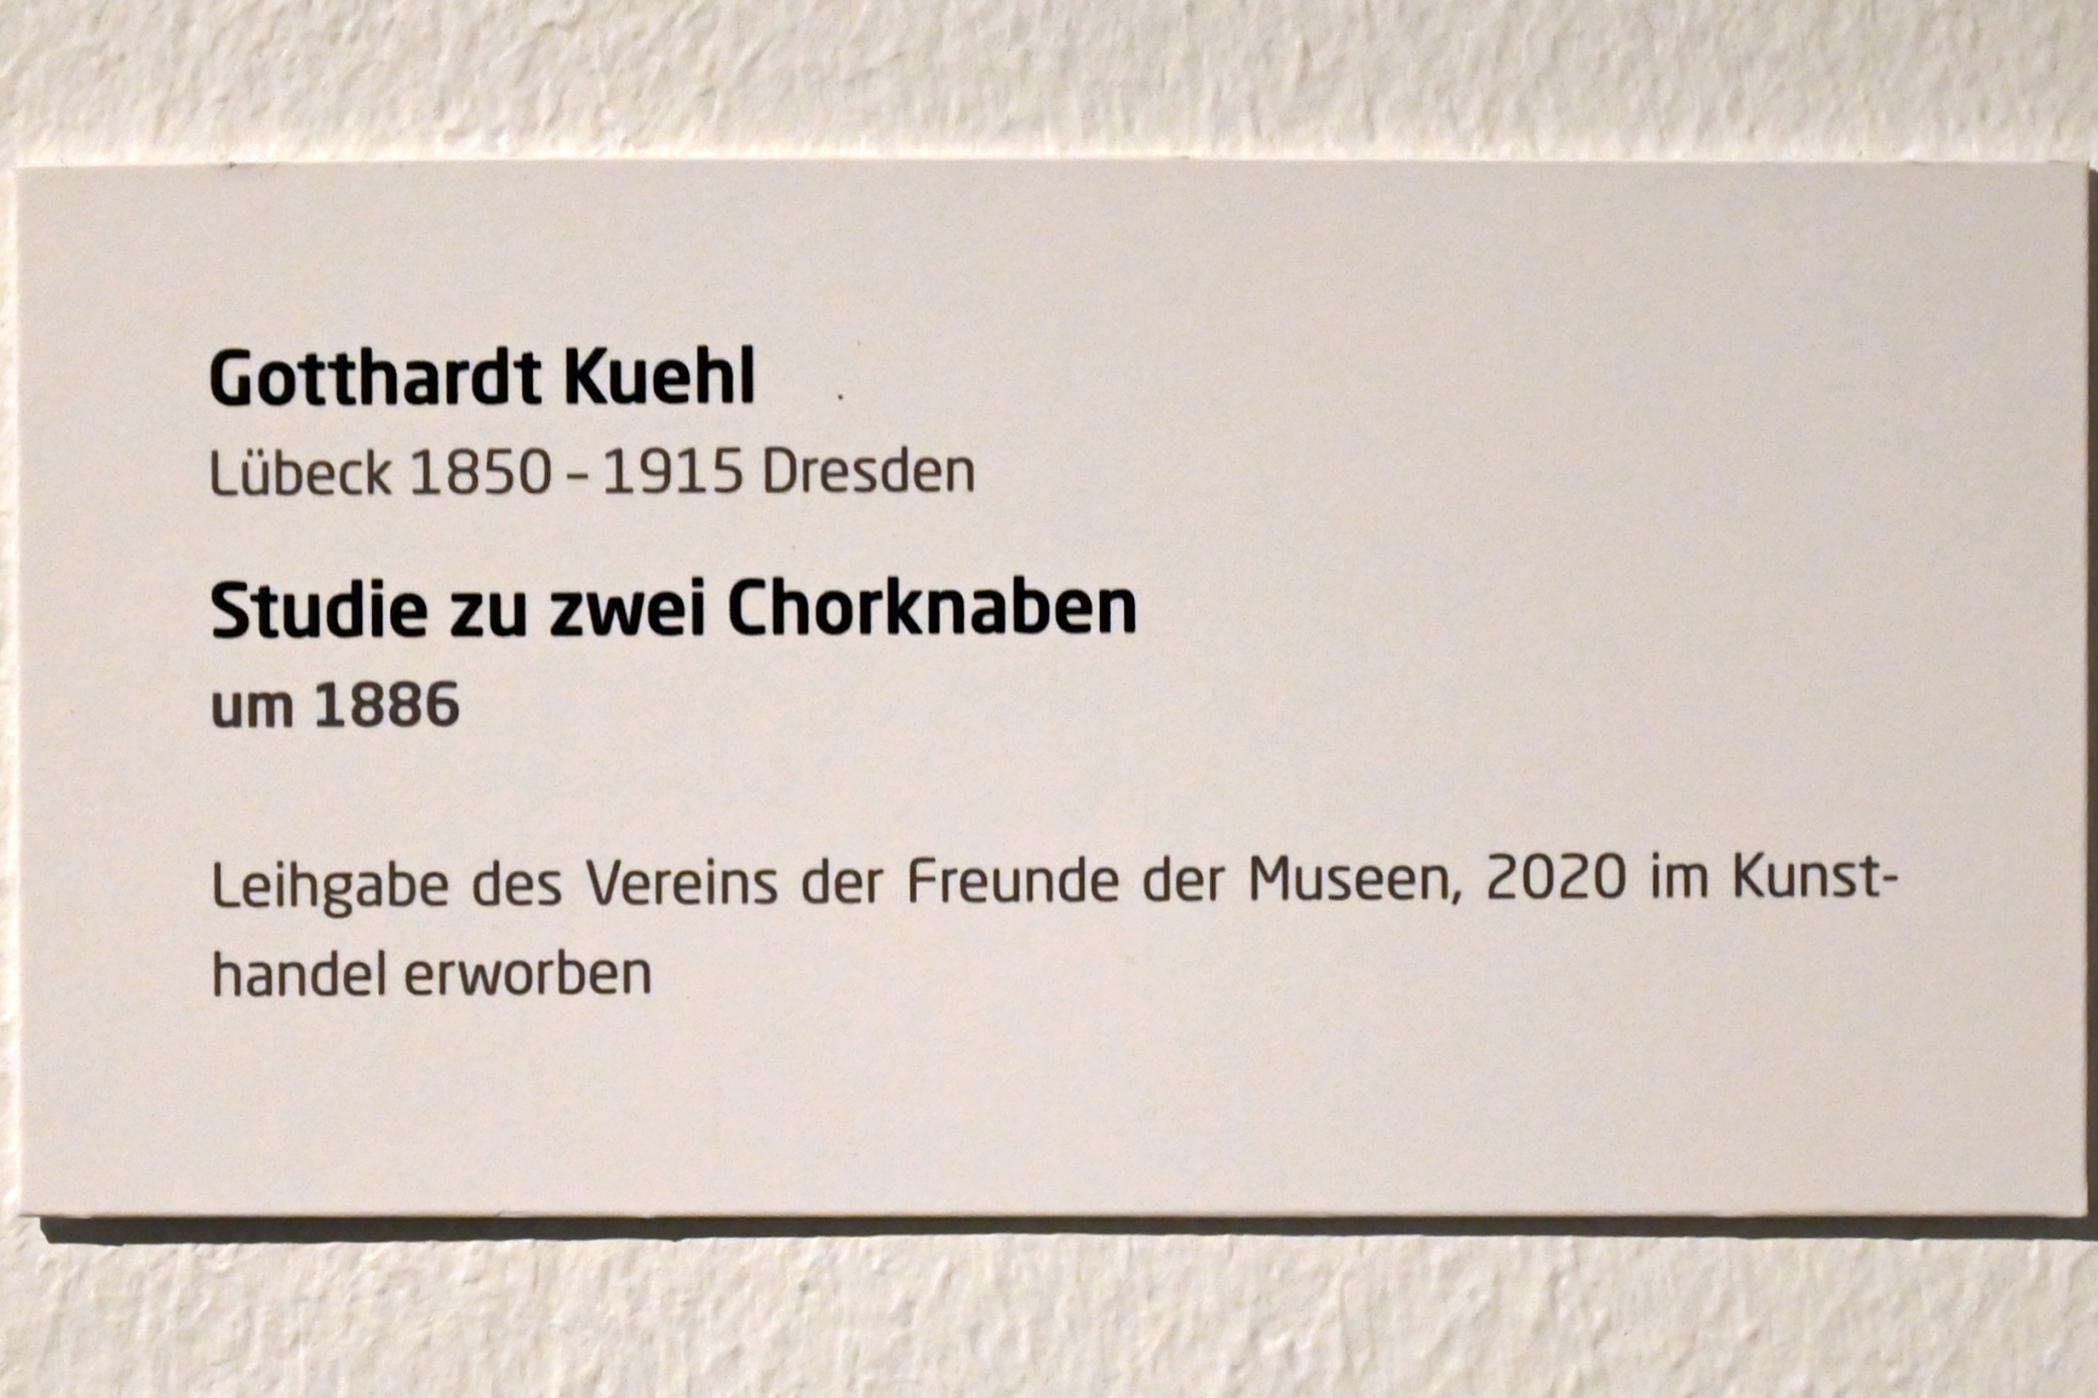 Gotthardt Kuehl
Lübeck 1850 – 1915 Dresden
Studie zu zwei Chorknaben
um 1886
Leihgabe des Vereins der Freunde der Museen, 2020 im Kunst-
handel erworben